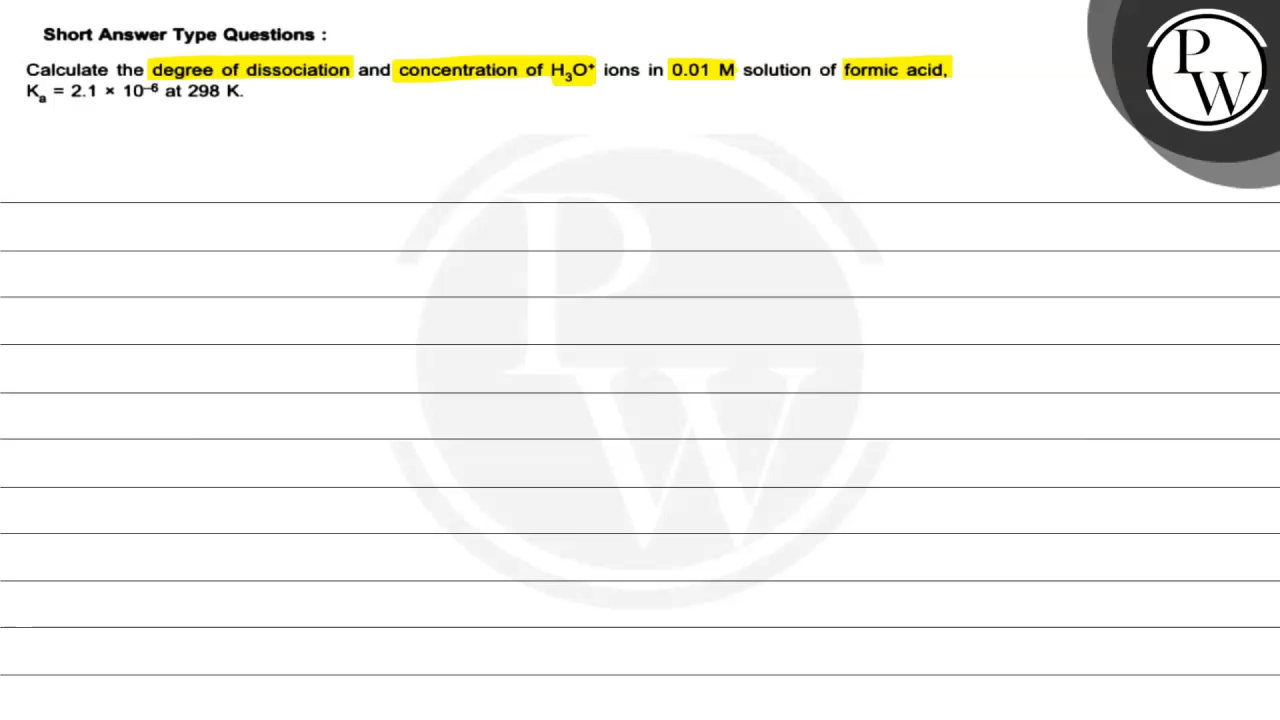 Short Answer Type Questions :
Calculate the degree of dissociation and concentration of H₃O⁺ ions in 0.01 M solution of formic acid,
Kₐ = 2.1 × 10⁻⁶ at 298 K.
P
W
P
W